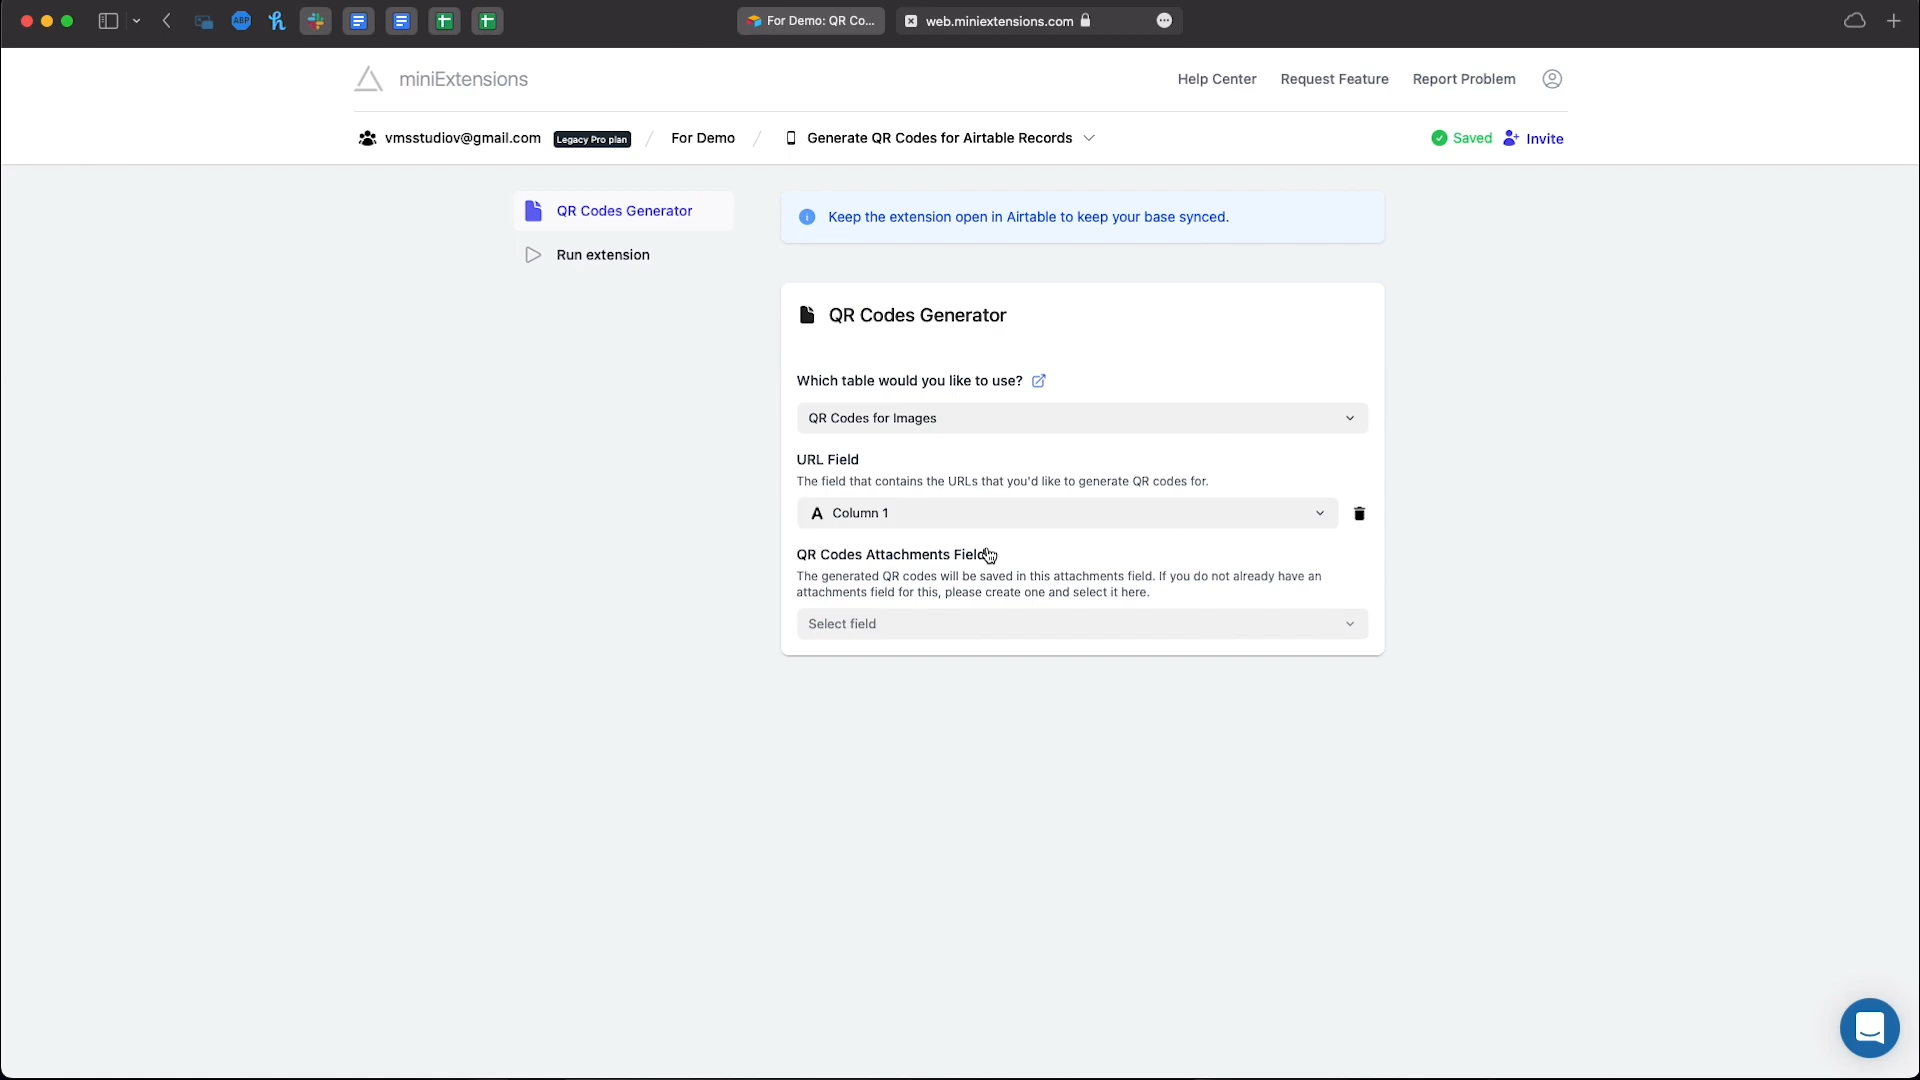 For Demo: QR Co...
web.miniextensions.com
ABP
miniExtensions
Help Center
Request Feature
Report Problem
vmsstudiov@gmail.com
Legacy Pro plan
/
For Demo
/
Generate QR Codes for Airtable Records
Saved
Invite
QR Codes Generator
Run extension
Keep the extension open in Airtable to keep your base synced.
QR Codes Generator
Which table would you like to use?
QR Codes for Images
URL Field
The field that contains the URLs that you'd like to generate QR codes for.
A Column 1
QR Codes Attachments Field
The generated QR codes will be saved in this attachments field. If you do not already have an
attachments field for this, please create one and select it here.
Select field